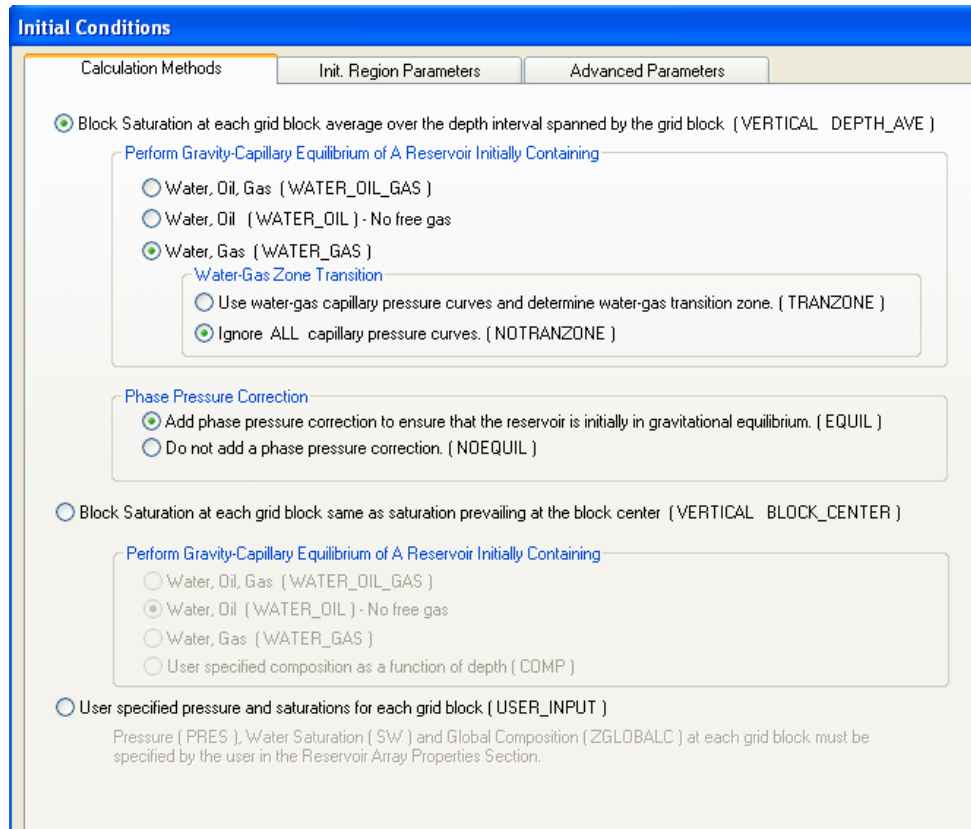 Initial Conditions
Calculation Methods
Init. Region Parameters
Advanced Parameters
Block Saturation at each grid block average over the depth interval spanned by the grid block ( VERTICAL DEPTH_AVE )
Perform Gravity-Capillary Equilibrium of A Reservoir Initially Containing
Water, Oil, Gas ( WATER_OIL_GAS )
Water, Oil ( WATER_OIL ) - No free gas
Water, Gas ( WATER_GAS )
Water-Gas Zone Transition
Use water-gas capillary pressure curves and determine water-gas transition zone. ( TRANZONE )
Ignore ALL capillary pressure curves. ( NOTRANZONE )
Phase Pressure Correction
Add phase pressure correction to ensure that the reservoir is initially in gravitational equilibrium. ( EQUIL )
Do not add a phase pressure correction. ( NOEQUIL )
Block Saturation at each grid block same as saturation prevailing at the block center ( VERTICAL BLOCK_CENTER )
Perform Gravity-Capillary Equilibrium of A Reservoir Initially Containing
Water, Oil, Gas ( WATER_OIL_GAS )
Water, Oil ( WATER_OIL ) - No free gas
Water, Gas ( WATER_GAS )
User specified composition as a function of depth ( COMP )
User specified pressure and saturations for each grid block ( USER_INPUT )
Pressure ( PRES ), Water Saturation ( SW ) and Global Composition ( ZGLOBALC ) at each grid block must be
specified by the user in the Reservoir Array Properties Section.